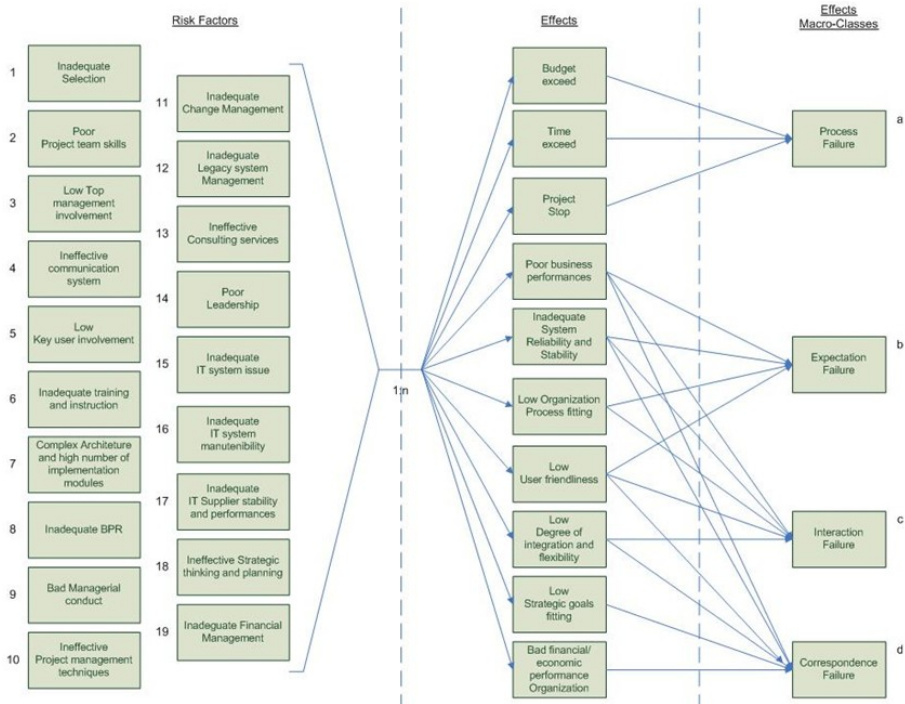 Risk Factors
Effects
Effects
Macro-Classes
1
Inadequate
Selection
2
Poor
Project team skills
3
Low Top
management
involvement
4
Ineffective
communication
system
5
Low
Key user involvement
6
Inadequate training
and instruction
7
Complex Architeture
and high number of
implementation
modules
8
Inadequate BPR
9
Bad Managerial
conduct
10
Ineffective
Project management
techniques
11
Inadequate
Change Management
12
Inadeguate
Legacy system
Management
13
Ineffective
Consulting services
14
Poor
Leadership
15
Inadequate
IT system issue
16
Inadequate
IT system
manutenibility
17
Inadequate
IT Supplier stability
and performances
18
Ineffective Strategic
thinking and planning
19
Inadeguate Financial
Management
1:n
Budget
exceed
Time
exceed
Project
Stop
Poor business
performances
Inadequate
System
Reliability and
Stability
Low Organization
Process fitting
Low
User friendliness
Low
Degree of
integration and
flexibility
Low
Strategic goals
fitting
Bad financial/
economic
performance
Organization
a
Process
Failure
b
Expectation
Failure
c
Interaction
Failure
d
Correspondence
Failure